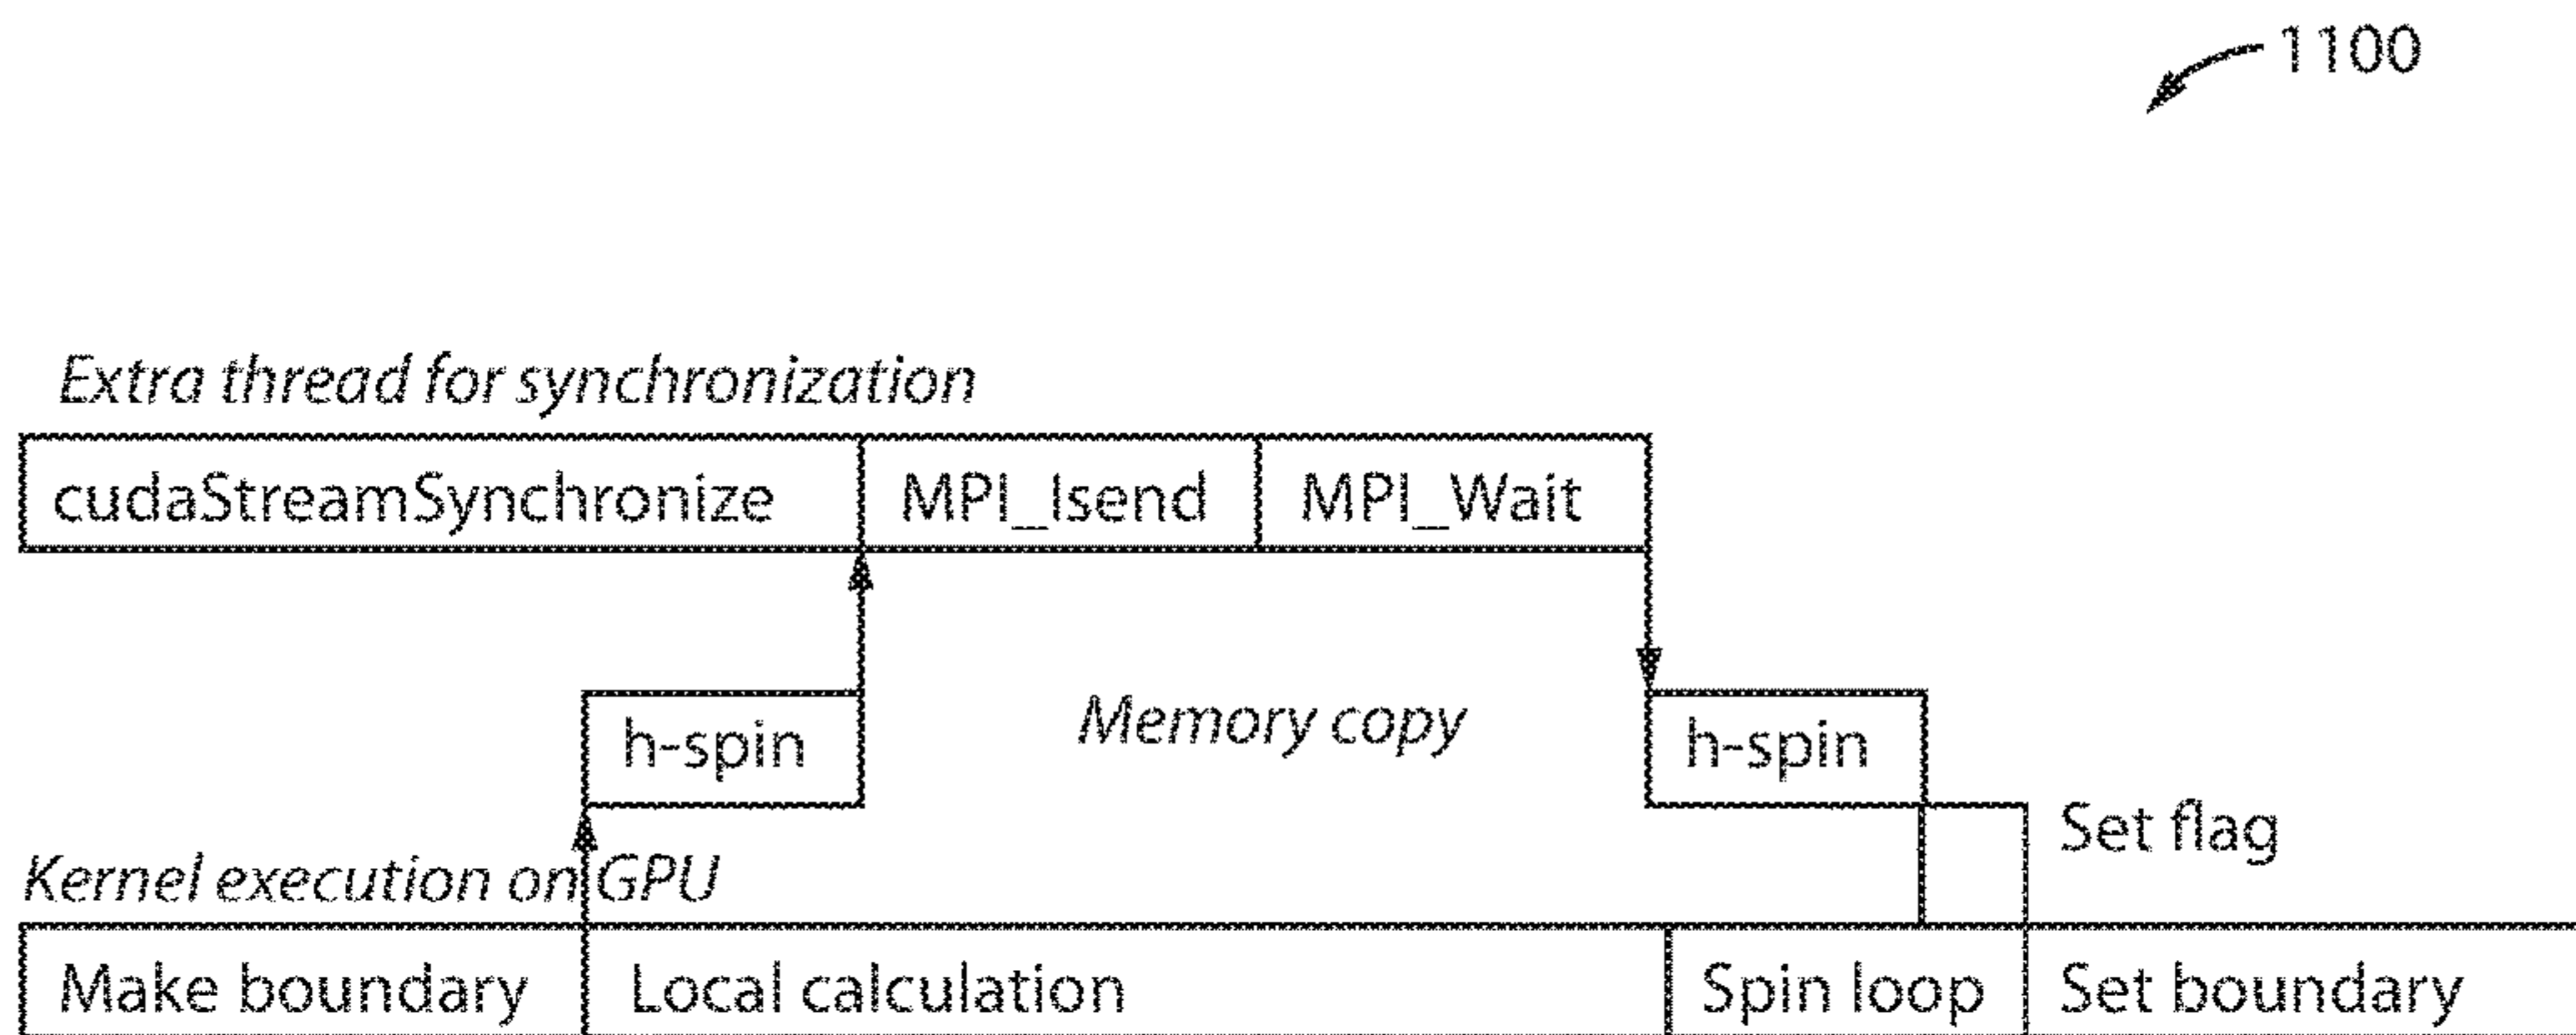 1100
Extra thread for synchronization
cudaStreamSynchronize MPI_Isend MPI_Wait
h-spin Memory copy h-spin
Set flag
Kernel execution on GPU
Make boundary Local calculation Spin loop Set boundary